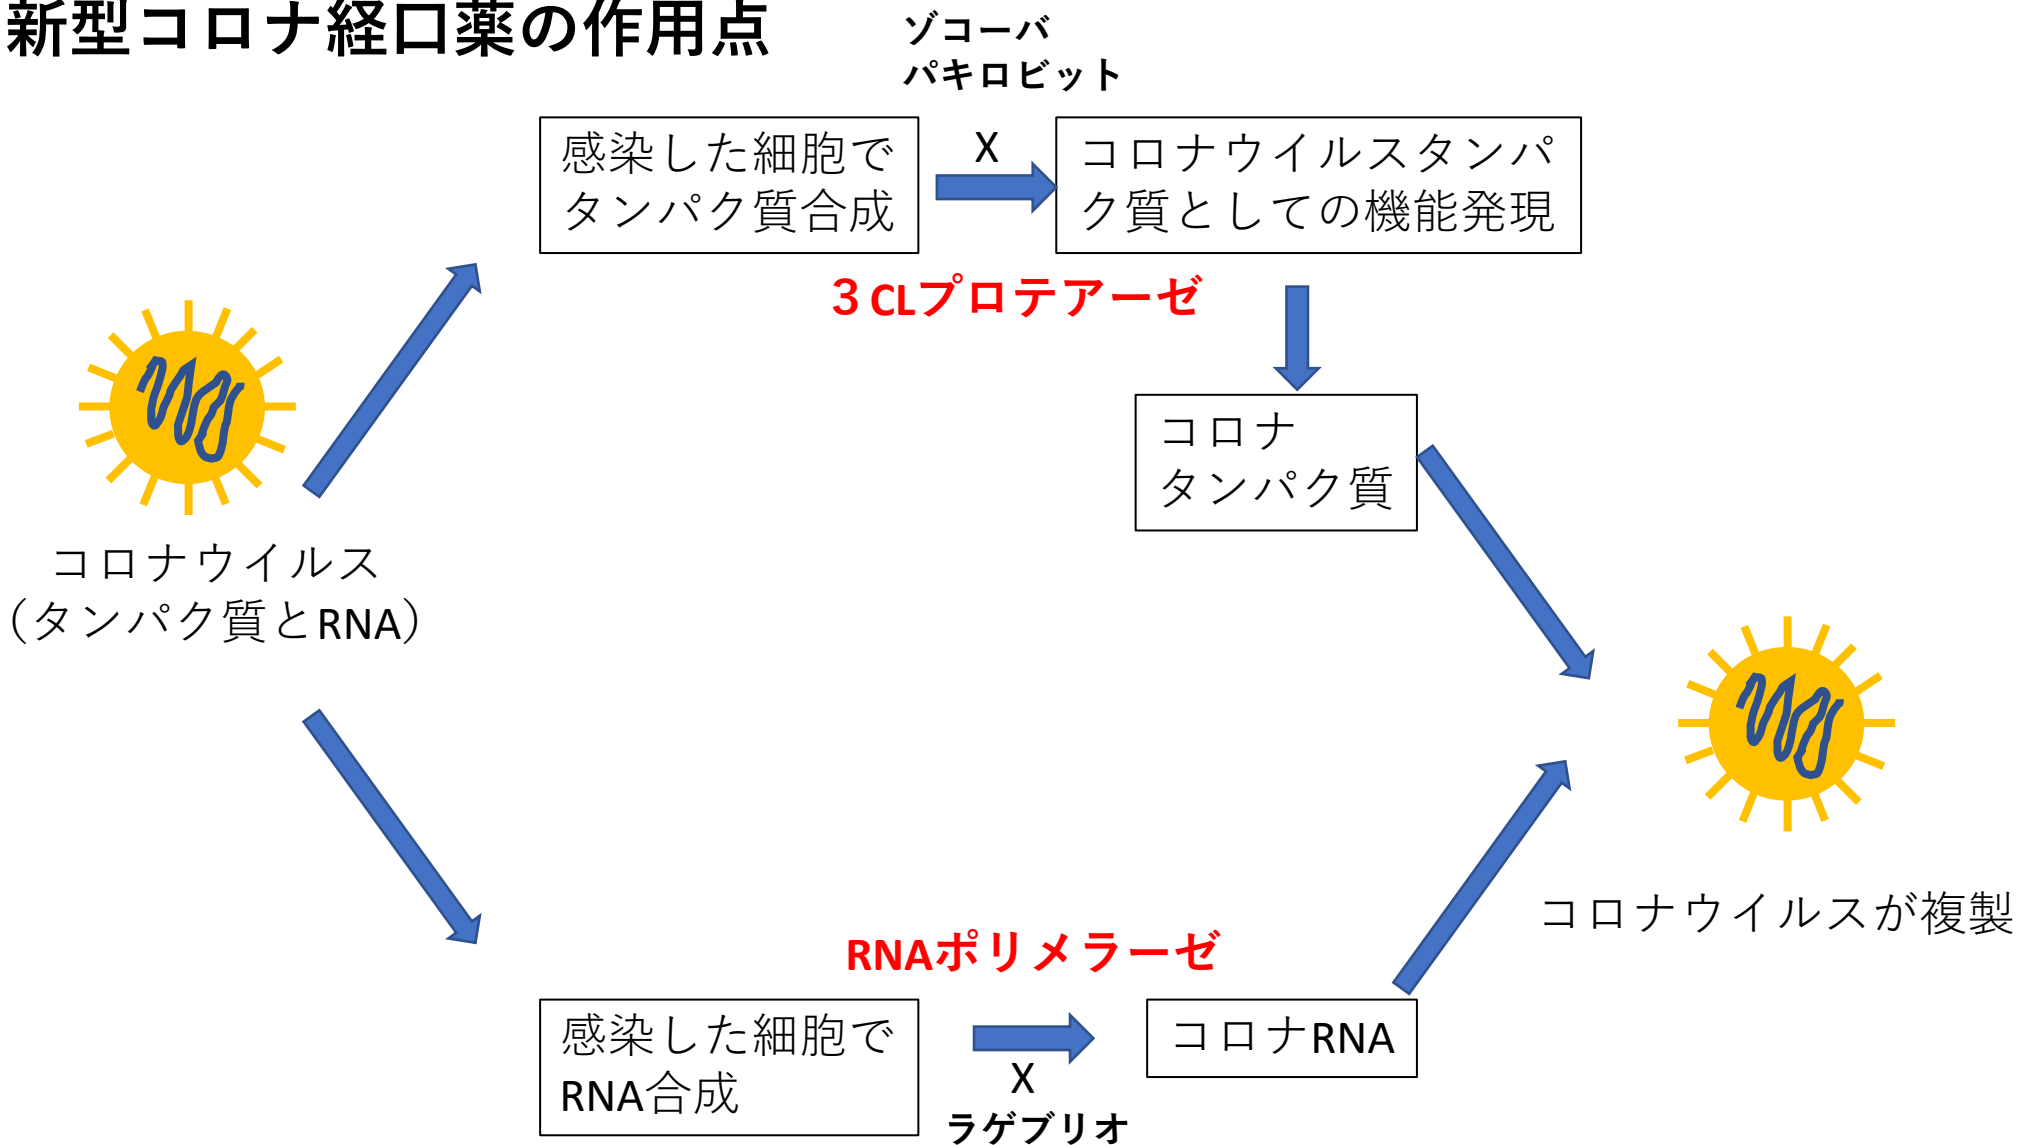 新型コロナ経口薬の作用点
ゾコーバ
パキロビット
感染した細胞で
タンパク質合成
X
コロナウイルスタンパ
ク質としての機能発現
３CLプロテアーゼ
コロナ
タンパク質
コロナウイルス
（タンパク質とRNA）
コロナウイルスが複製
RNAポリメラーゼ
感染した細胞で
RNA合成
X
ラゲブリオ
コロナRNA